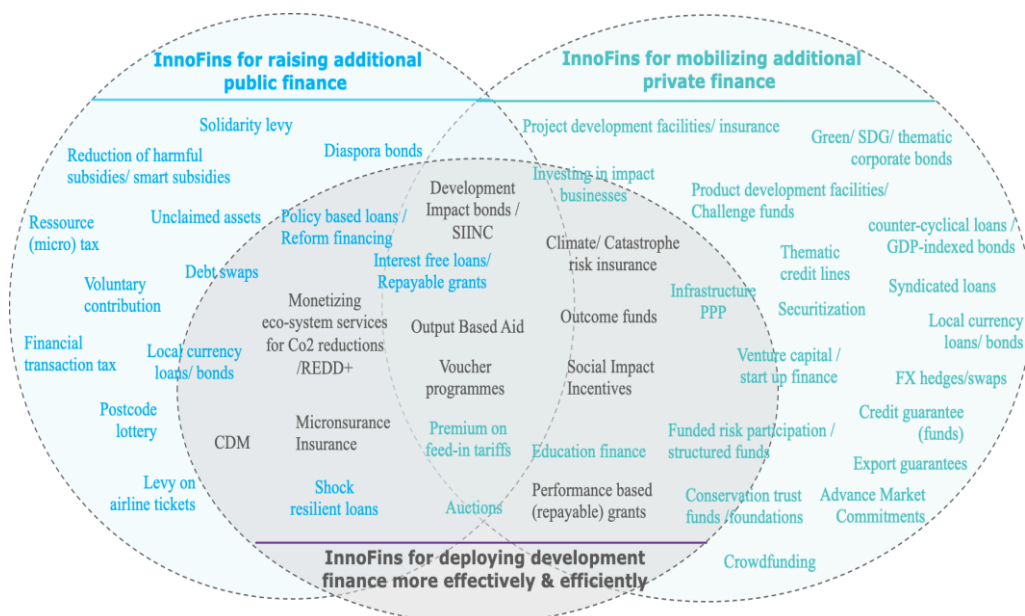 InnoFins for raising additional
public finance
InnoFins for mobilizing additional
private finance
Solidarity levy
Reduction of harmful
subsidies/ smart subsidies
Diaspora bonds
Ressource
(micro) tax
Unclaimed assets
Policy based loans /
Reform financing
Debt swaps
Voluntary
contribution
Interest free loans/
Repayable grants
Financial
transaction tax
Local currency
loans/ bonds
Postcode
lottery
Levy on
airline tickets
Shock
resilient loans
Monetizing
eco-system services
for Co2 reductions
/REDD+
CDM
Micronsurance
Insurance
Development
Impact bonds /
SIINC
Output Based Aid
Voucher
programmes
Premium on
feed-in tariffs
Auctions
Climate/ Catastrophe
risk insurance
Outcome funds
Social Impact
Incentives
Education finance
Performance based
(repayable) grants
Project development facilities/ insurance
Investing in impact
businesses
Green/ SDG/ thematic
corporate bonds
Product development facilities/
Challenge funds
counter-cyclical loans /
GDP-indexed bonds
Thematic
credit lines
Syndicated loans
Infrastructure
PPP
Securitization
Local currency
loans/ bonds
Venture capital /
start up finance
FX hedges/swaps
Credit guarantee
(funds)
Funded risk participation /
structured funds
Export guarantees
Conservation trust
funds /foundations
Advance Market
Commitments
Crowdfunding
InnoFins for deploying development
finance more effectively & efficiently